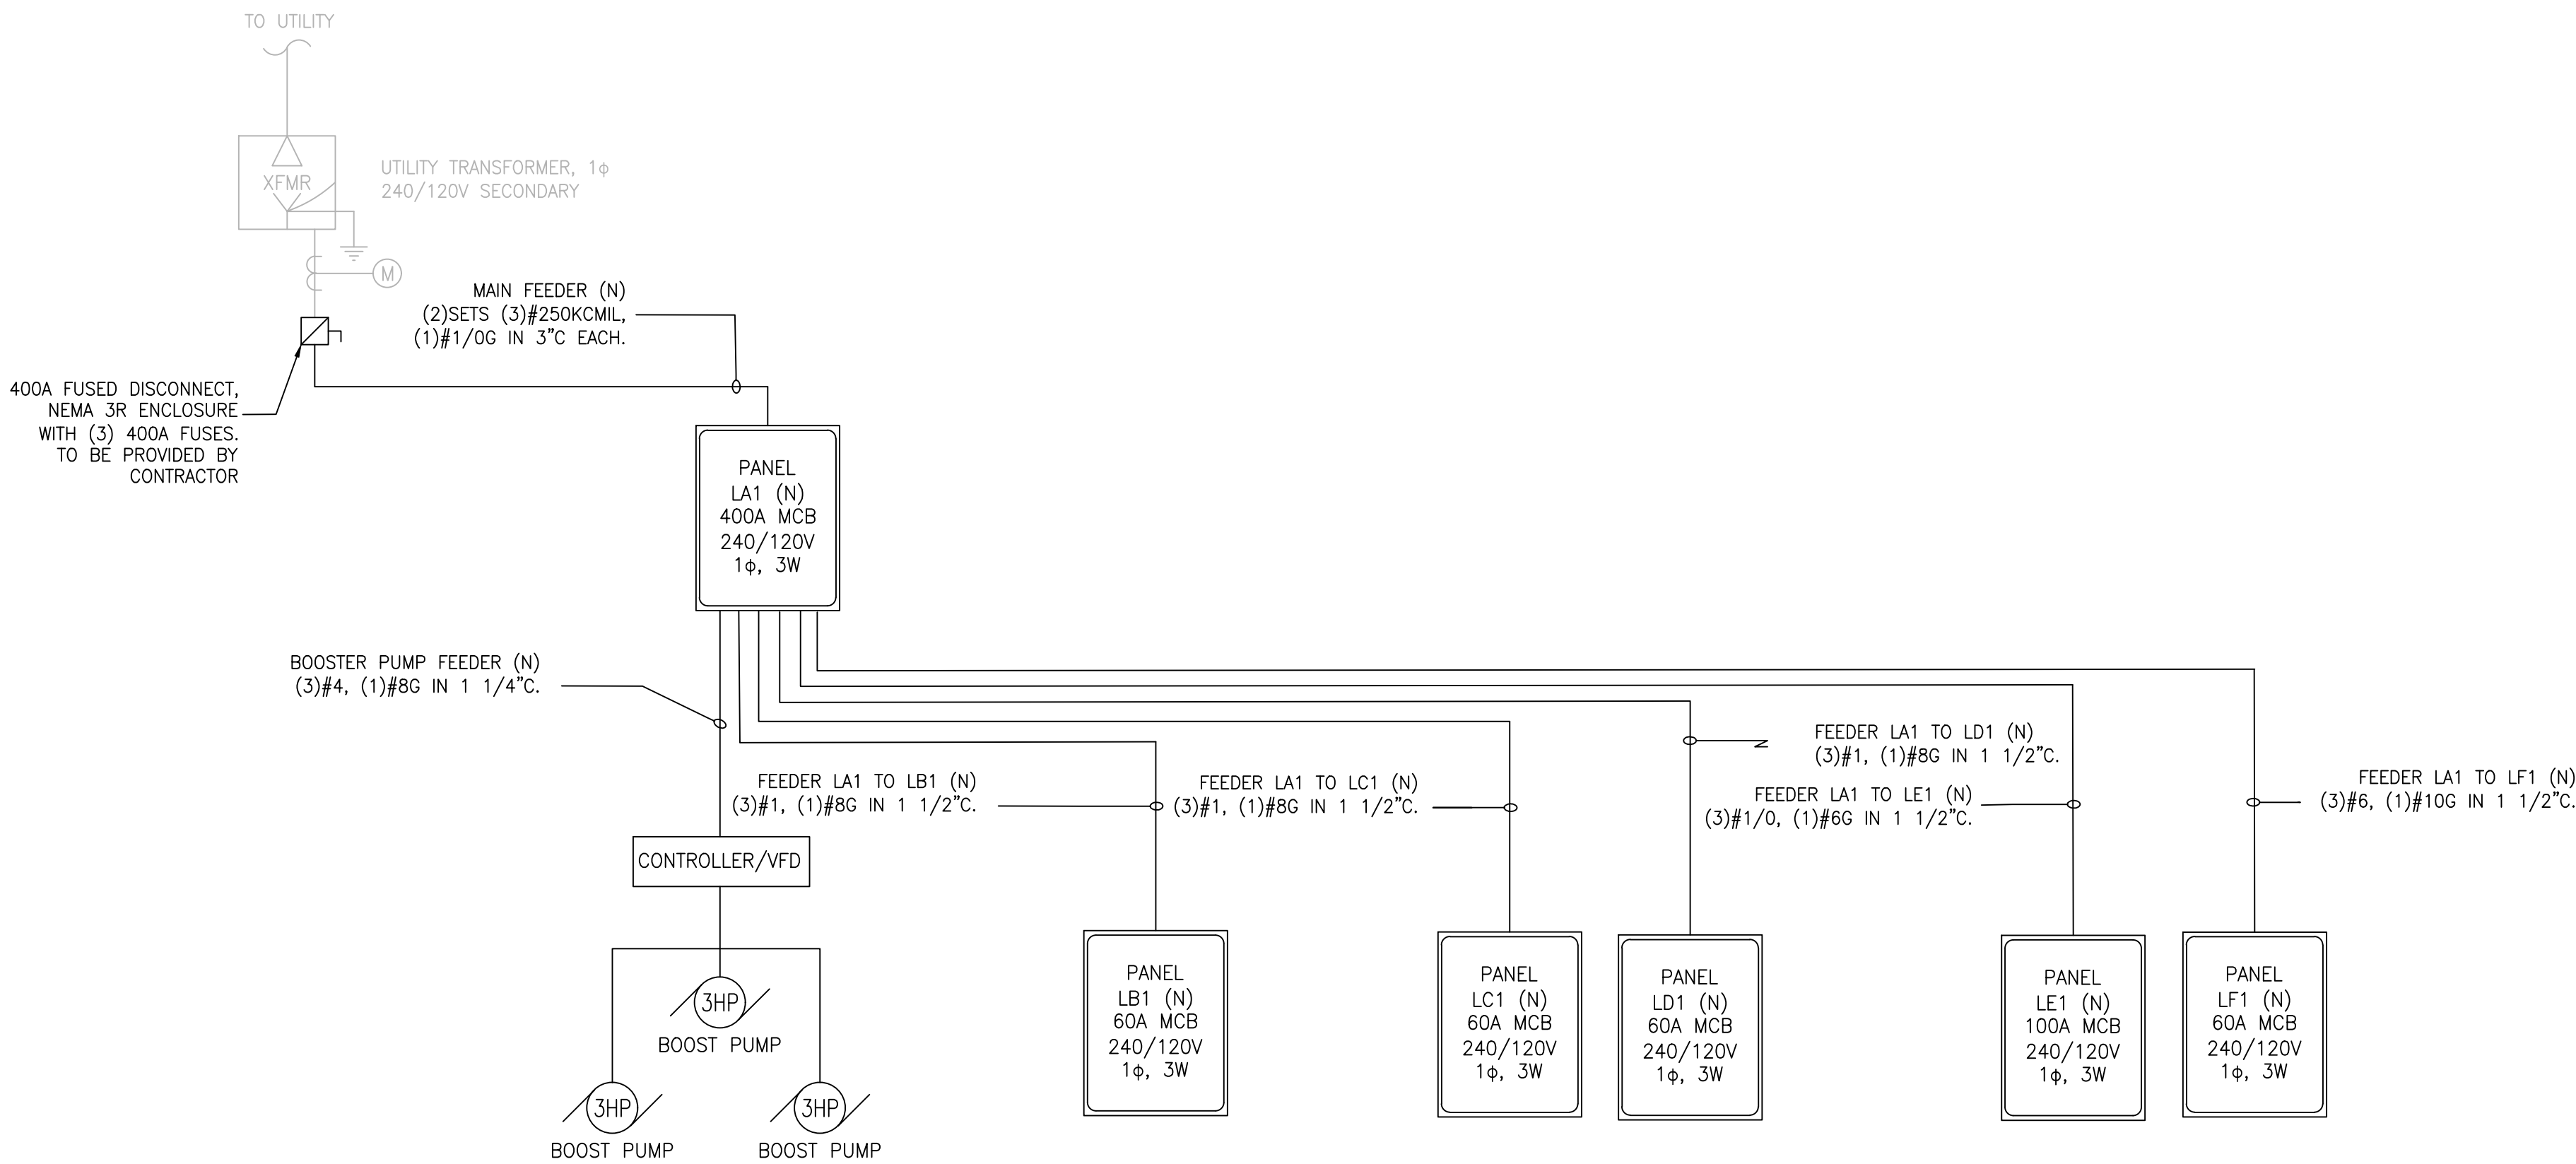 TO UTILITY
XFMR
UTILITY TRANSFORMER, 1ϕ
240/120V SECONDARY
M
MAIN FEEDER (N)
(2)SETS (3)#250KCMIL,
(1)#1/0G IN 3"C EACH.
400A FUSED DISCONNECT,
NEMA 3R ENCLOSURE
WITH (3) 400A FUSES.
TO BE PROVIDED BY
CONTRACTOR
PANEL
LA1 (N)
400A MCB
240/120V
1ϕ, 3W
BOOSTER PUMP FEEDER (N)
(3)#4, (1)#8G IN 1 1/4"C.
FEEDER LA1 TO LB1 (N)
(3)#1, (1)#8G IN 1 1/2"C.
FEEDER LA1 TO LC1 (N)
(3)#1, (1)#8G IN 1 1/2"C.
FEEDER LA1 TO LD1 (N)
(3)#1, (1)#8G IN 1 1/2"C.
FEEDER LA1 TO LE1 (N)
(3)#1/0, (1)#6G IN 1 1/2"C.
FEEDER LA1 TO LF1 (N)
(3)#6, (1)#10G IN 1 1/2"C.
CONTROLLER/VFD
3HP
BOOST PUMP
3HP
BOOST PUMP
3HP
BOOST PUMP
PANEL
LB1 (N)
60A MCB
240/120V
1ϕ, 3W
PANEL
LC1 (N)
60A MCB
240/120V
1ϕ, 3W
PANEL
LD1 (N)
60A MCB
240/120V
1ϕ, 3W
PANEL
LE1 (N)
100A MCB
240/120V
1ϕ, 3W
PANEL
LF1 (N)
60A MCB
240/120V
1ϕ, 3W